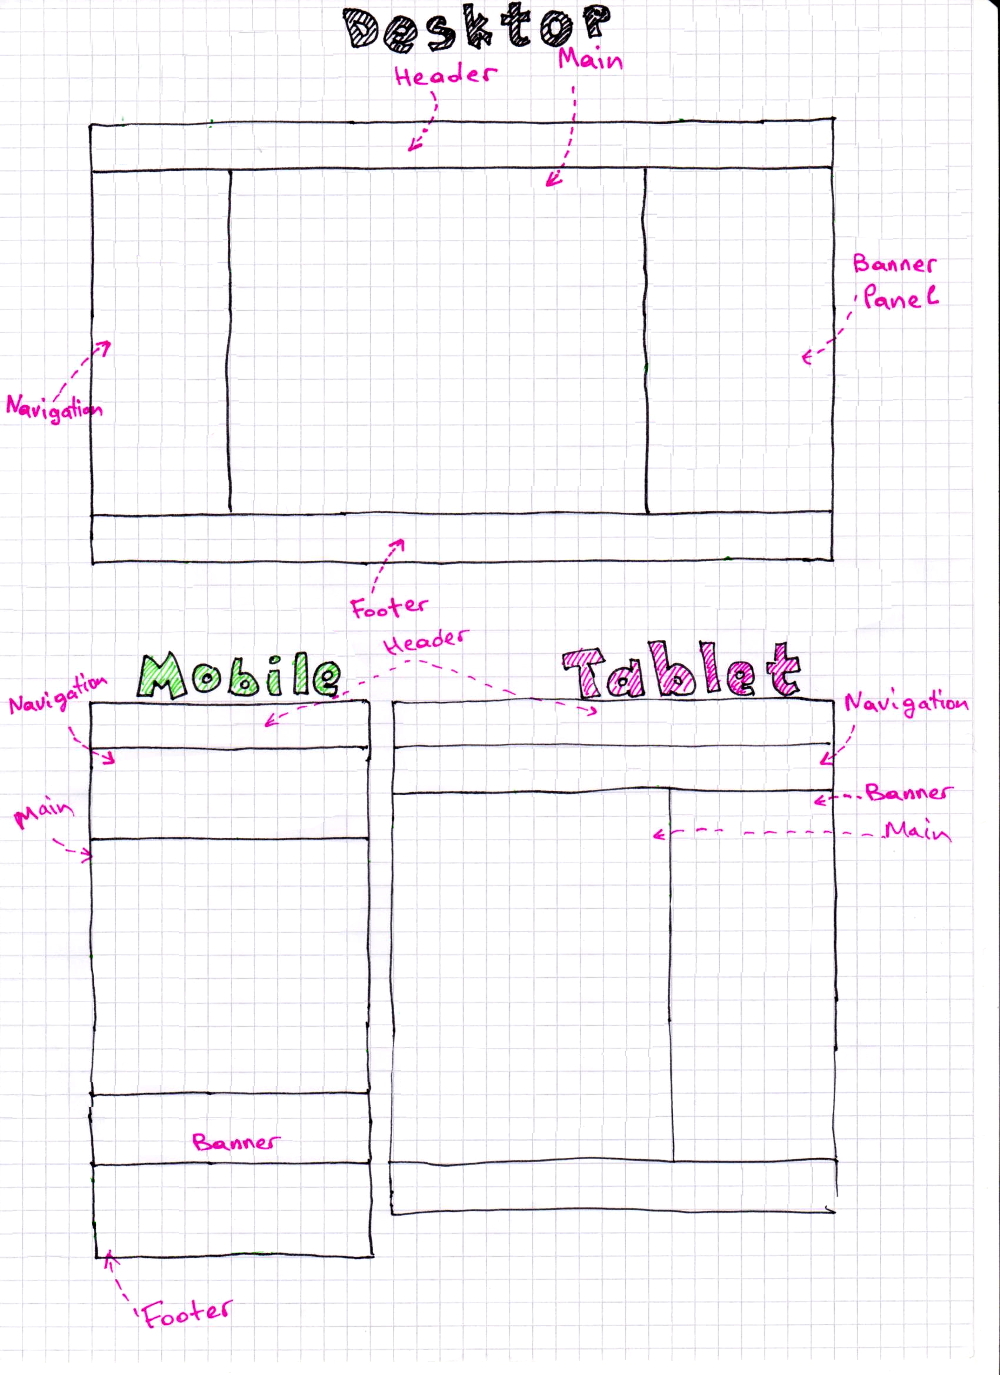 Desktop
Header
Main
Banner
Panel
Navigation
Footer
Header
Mobile
Tablet
Navigation
Navigation
Main
Banner
Main
Banner
Footer